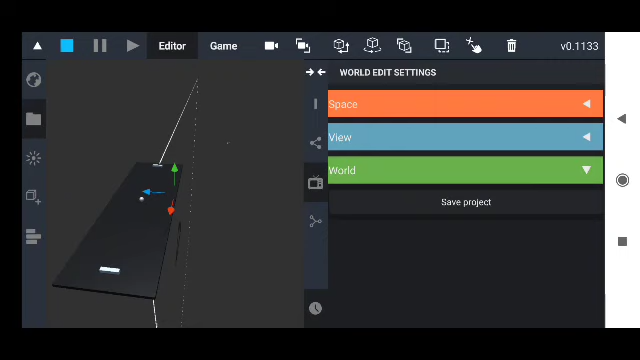 Editor
Game
v0.1133
WORLD EDIT SETTINGS
Space
View
World
Save project